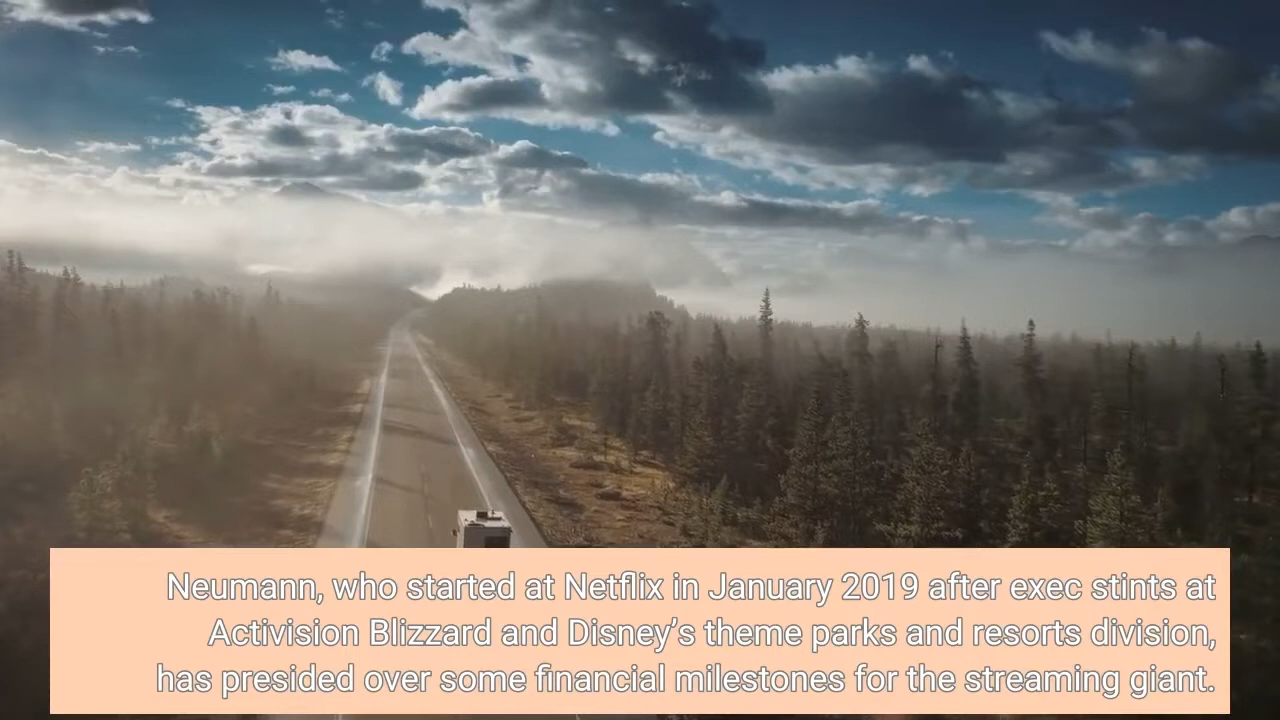 Neumann, who started at Netflix in January 2019 after exec stints at
Activision Blizzard and Disney’s theme parks and resorts division,
has presided over some financial milestones for the streaming giant.